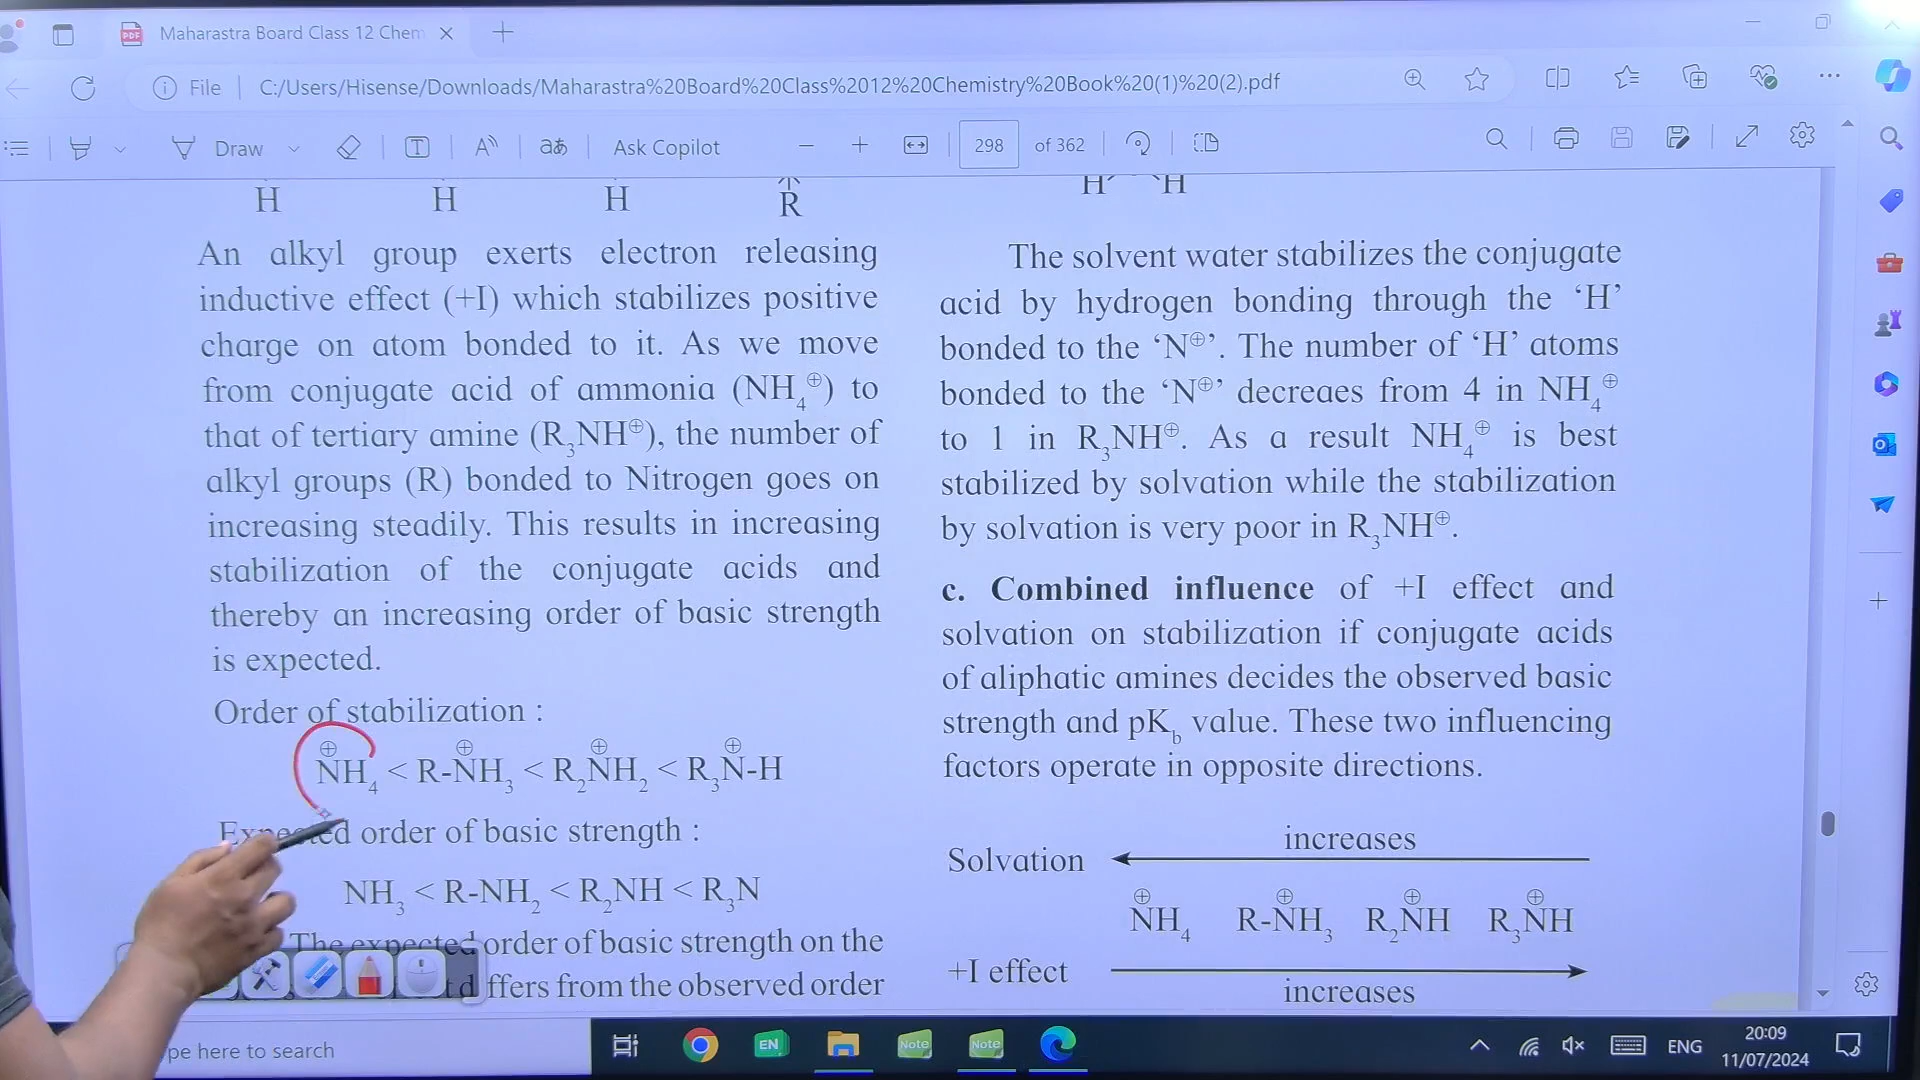 Maharastra Board Class 12 Chem
File
C:/Users/Hisense/Downloads/Maharastra%20Board%20Class%2012%20Chemistry%20Book%20(1)%20(2).pdf
Draw
Ask Copilot
298 of 362
H H H R
An alkyl group exerts electron releasing
inductive effect (+I) which stabilizes positive
charge on atom bonded to it. As we move
from conjugate acid of ammonia (NH₄⊕) to
that of tertiary amine (R₃NH⊕), the number of
alkyl groups (R) bonded to Nitrogen goes on
increasing steadily. This results in increasing
stabilization of the conjugate acids and
thereby an increasing order of basic strength
is expected.
Order of stabilization :
⊕ ⊕ ⊕ ⊕
NH₄ < R-NH₃ < R₂NH₂ < R₃N-H
Expected order of basic strength :
NH₃ < R-NH₂ < R₂NH < R₃N
The expected order of basic strength on the
ffers from the observed order
H H
The solvent water stabilizes the conjugate
acid by hydrogen bonding through the ‘H’
bonded to the ‘N⊕’. The number of ‘H’ atoms
bonded to the ‘N⊕’ decreaes from 4 in NH₄⊕
to 1 in R₃NH⊕. As a result NH₄⊕ is best
stabilized by solvation while the stabilization
by solvation is very poor in R₃NH⊕.
c. Combined influence of +I effect and
solvation on stabilization if conjugate acids
of aliphatic amines decides the observed basic
strength and pK_b value. These two influencing
factors operate in opposite directions.
increases
Solvation
⊕ ⊕ ⊕ ⊕
NH₄ R-NH₃ R₂NH R₃NH
+I effect
increases
pe here to search
EN
Note
Note
ENG
20:09
11/07/2024